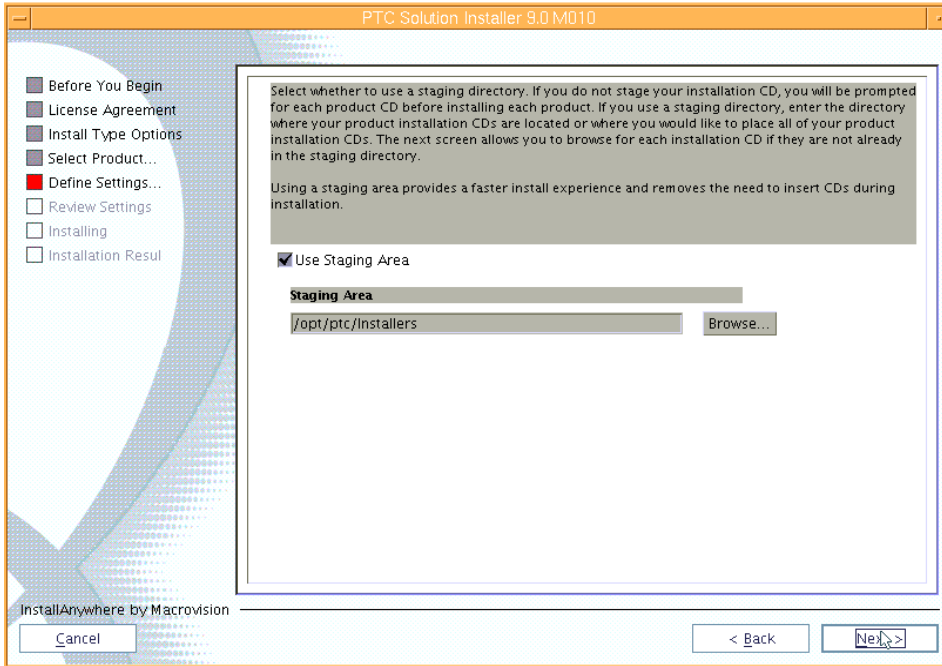 PTC Solution Installer 9.0 M010
Before You Begin
License Agreement
Install Type Options
Select Product...
Define Settings...
Review Settings
Installing
Installation Resul
Select whether to use a staging directory. If you do not stage your installation CD, you will be prompted
for each product CD before installing each product. If you use a staging directory, enter the directory
where your product installation CDs are located or where you would like to place all of your product
installation CDs. The next screen allows you to browse for each installation CD if they are not already
in the staging directory.
Using a staging area provides a faster install experience and removes the need to insert CDs during
installation.
Use Staging Area
Staging Area
/opt/ptc/Installers
Browse...
InstallAnywhere by Macrovision
Cancel
< Back
Next >